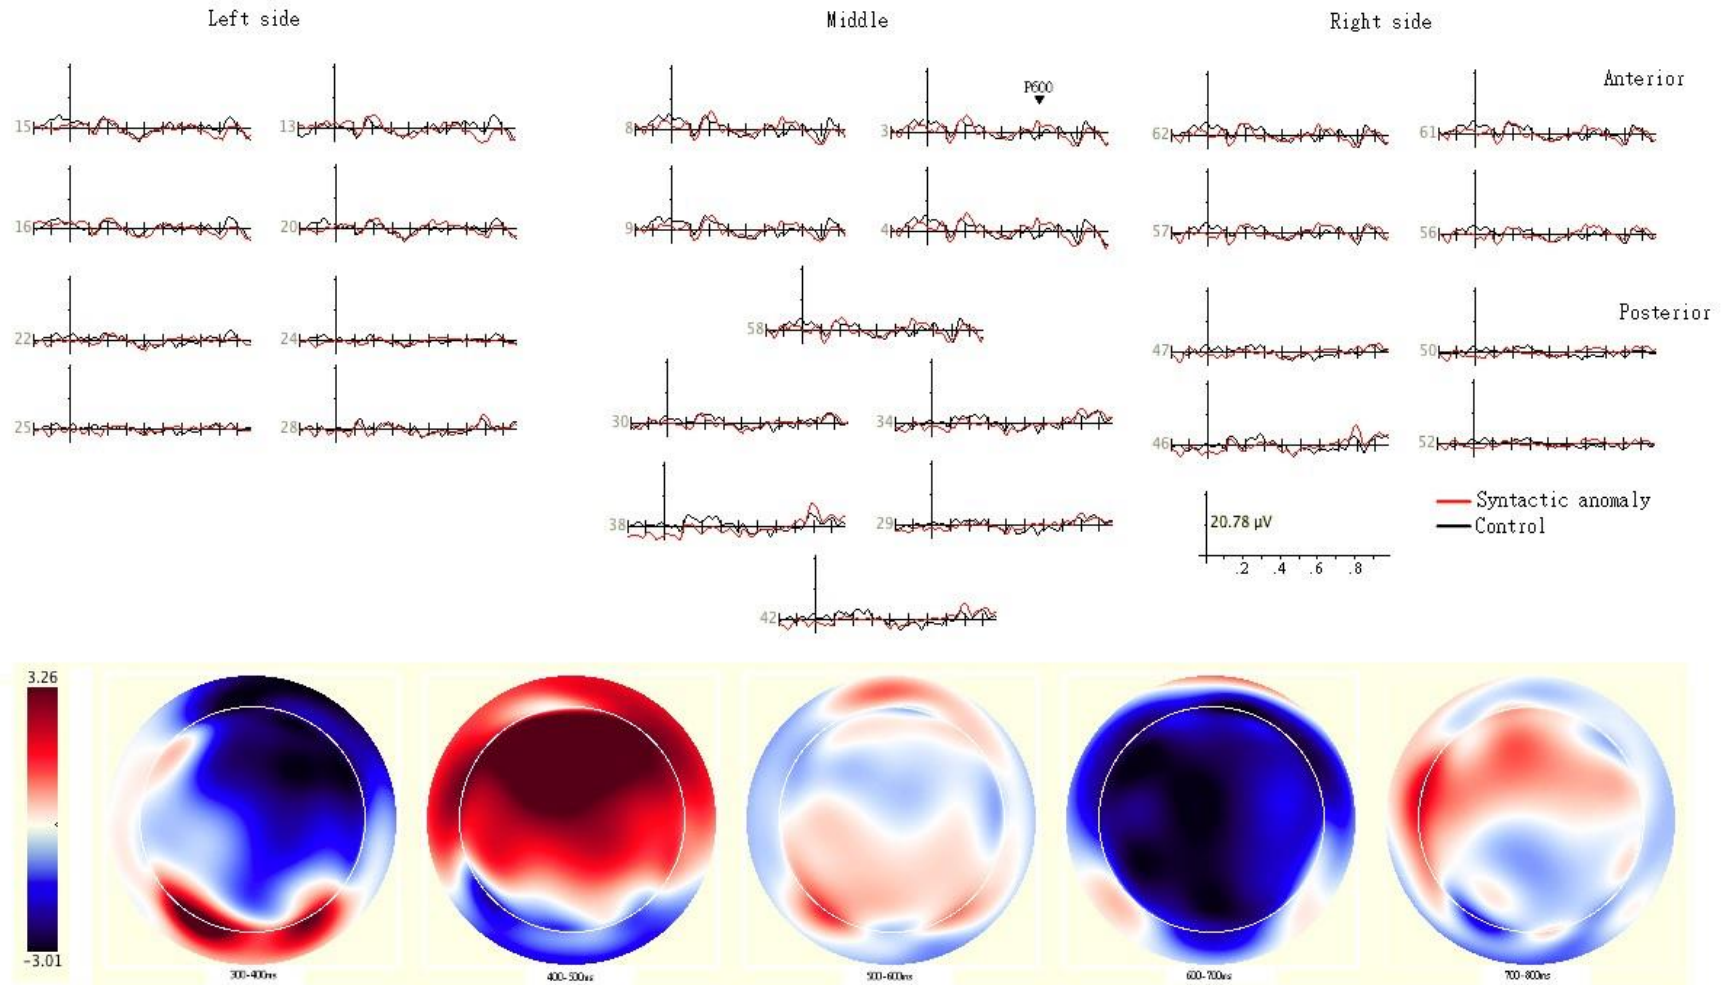 Left side
Middle
Right side
Anterior
P600
15
13
8
3
62
61
16
20
9
4
57
56
Posterior
58
22
24
47
50
25
28
30
34
46
52
38
29
20.78 µV
Syntactic anomaly
Control
.2 .4 .6 .8
42
3.26
-3.01
300-400ms
400-500ms
500-600ms
600-700ms
700-800ms